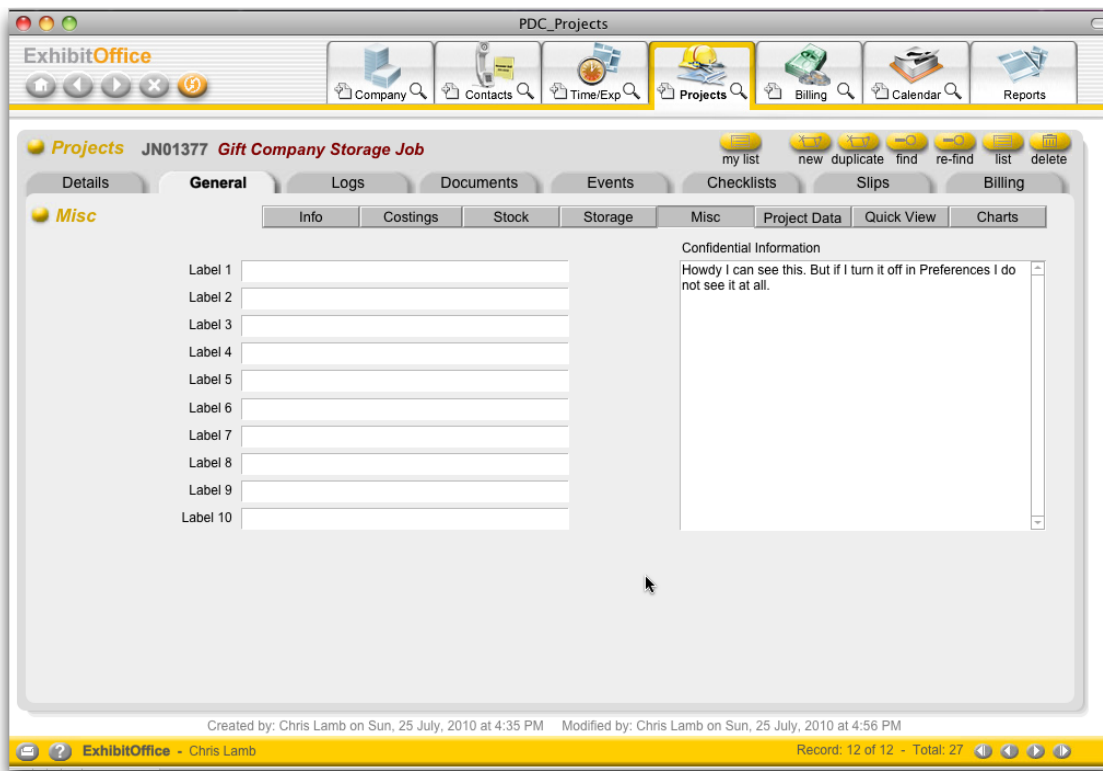 PDC_Projects
ExhibitOffice
Company
Contacts
Time/Exp
Projects
Billing
Calendar
Reports
Projects JN01377 Gift Company Storage Job
my list new duplicate find re-find list delete
Details General Logs Documents Events Checklists Slips Billing
Misc Info Costings Stock Storage Misc Project Data Quick View Charts
Confidential Information
Howdy I can see this. But if I turn it off in Preferences I do
not see it at all.
Label 1
Label 2
Label 3
Label 4
Label 5
Label 6
Label 7
Label 8
Label 9
Label 10
Created by: Chris Lamb on Sun, 25 July, 2010 at 4:35 PM Modified by: Chris Lamb on Sun, 25 July, 2010 at 4:56 PM
? ExhibitOffice - Chris Lamb Record: 12 of 12 - Total: 27